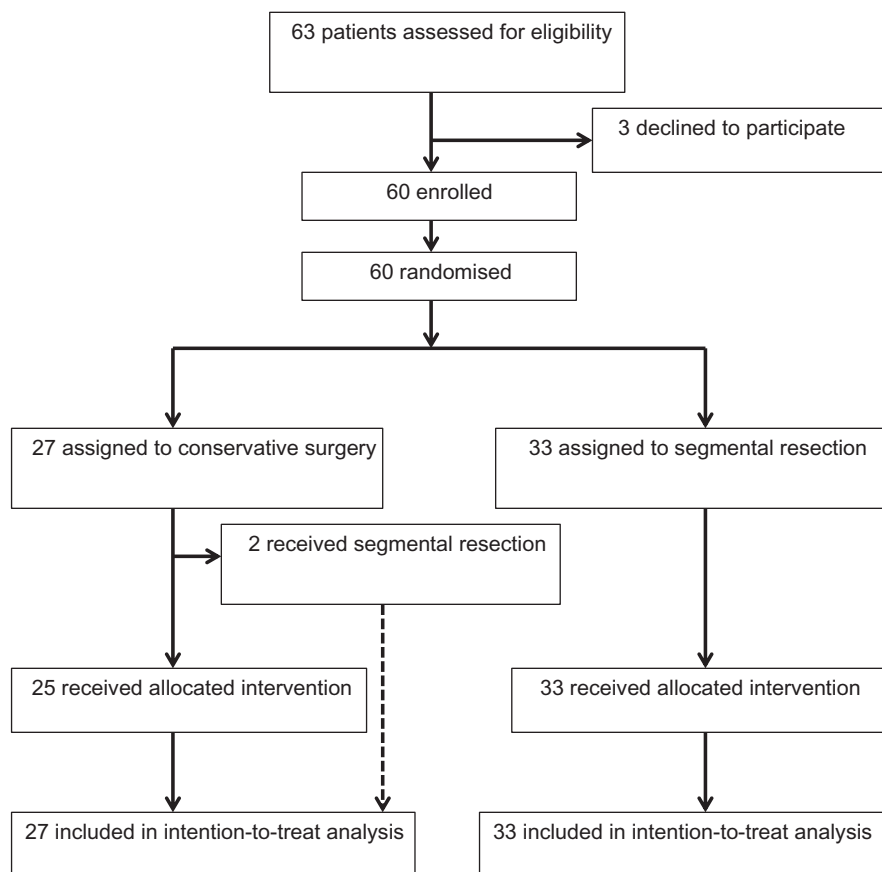 63 patients assessed for eligibility
3 declined to participate
60 enrolled
60 randomised
27 assigned to conservative surgery
33 assigned to segmental resection
2 received segmental resection
25 received allocated intervention
33 received allocated intervention
27 included in intention-to-treat analysis
33 included in intention-to-treat analysis